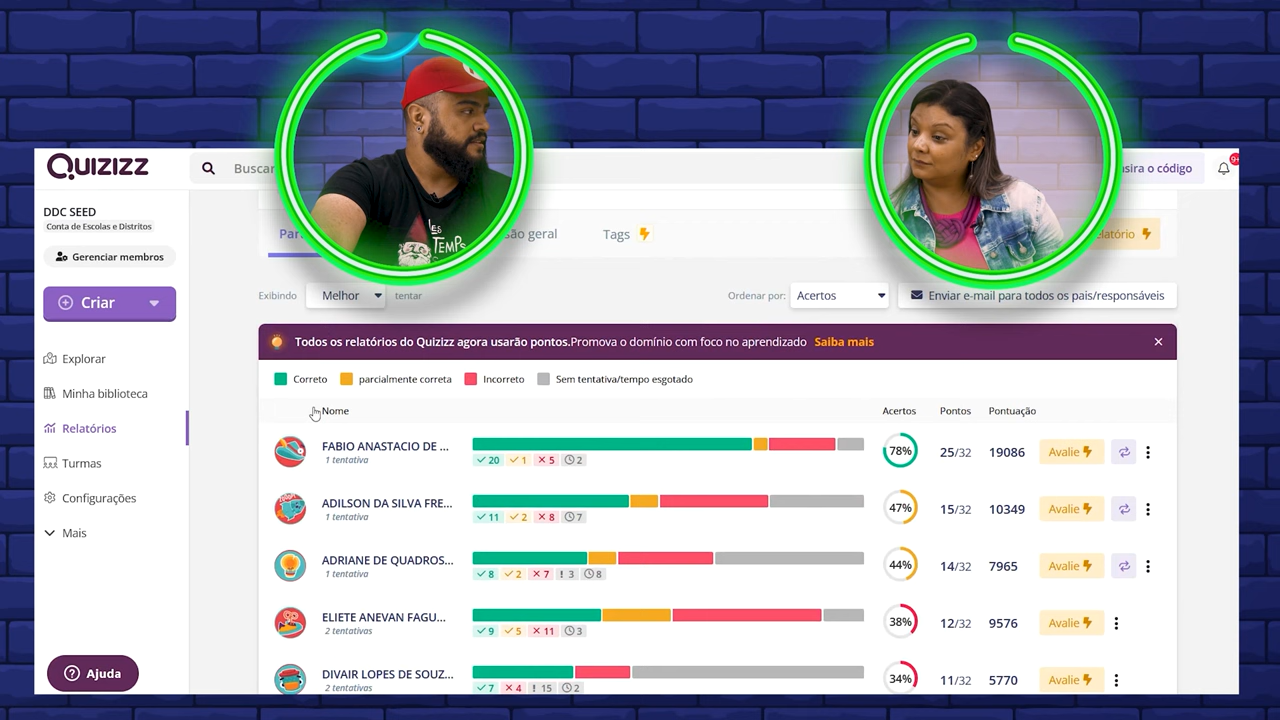 QUIZIZZ
Buscar
sira o código
9+
DDC SEED
Conta de Escolas e Distritos
Gerenciar membros
Criar
Explorar
Minha biblioteca
Relatórios
Turmas
Configurações
Mais
Ajuda
LES
TEMPS
Tags
geral
Exibindo Melhor tentar
Ordenar por: Acertos
Enviar e-mail para todos os pais/responsáveis
Todos os relatórios do Quizizz agora usarão pontos.Promova o domínio com foco no aprendizado Saiba mais
Correto parcialmente correta Incorreto Sem tentativa/tempo esgotado
Nome Acertos Pontos Pontuação
FABIO ANASTACIO DE ... 78% 25/32 19086 Avalie
1 tentativa 20 1 5 2
ADILSON DA SILVA FRE... 47% 15/32 10349 Avalie
1 tentativa 11 2 8 7
ADRIANE DE QUADROS... 44% 14/32 7965 Avalie
1 tentativa 8 2 7 3 8
ELIETE ANEVAN FAGU... 38% 12/32 9576 Avalie
2 tentativas 9 5 11 3
DIVAIR LOPES DE SOUZ... 34% 11/32 5770 Avalie
2 tentativas 7 4 15 2